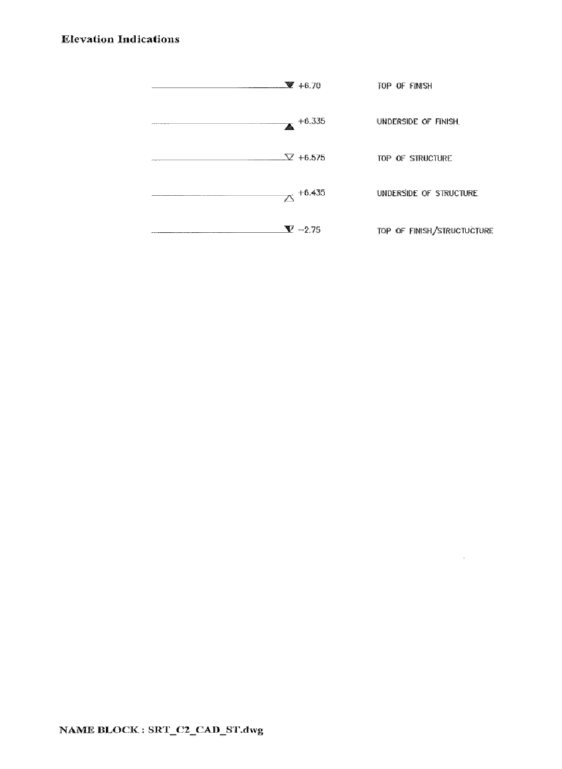 Elevation Indications
+6.70 TOP OF FINISH
+6.335 UNDERSIDE OF FINISH
+6.575 TOP OF STRUCTURE
+6.435 UNDERSIDE OF STRUCTURE
-2.75 TOP OF FINISH/STRUCTUCTURE
NAME BLOCK : SRT_C2_CAD_ST.dwg